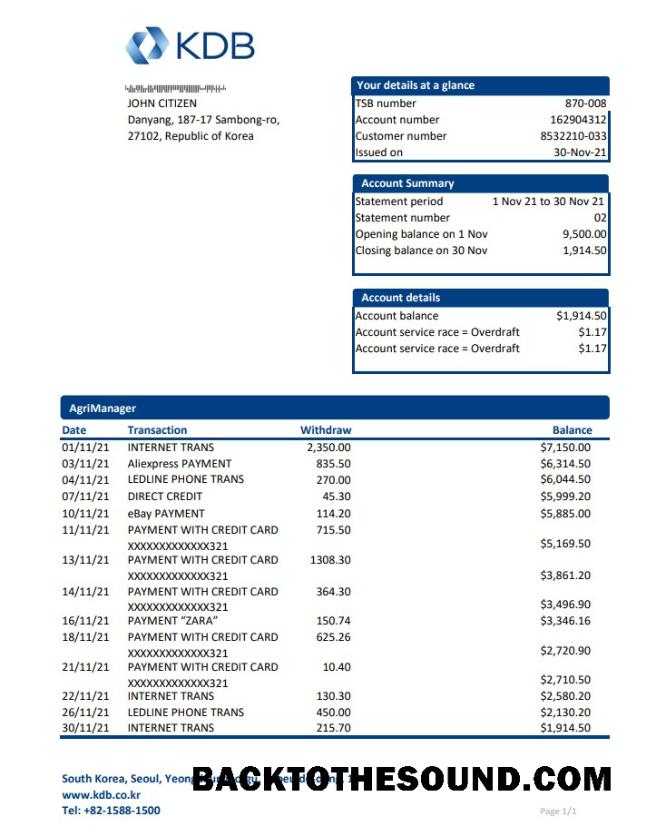 KDB
JOHN CITIZEN
Danyang, 187-17 Sambong-ro,
27102, Republic of Korea
Your details at a glance
TSB number 870-008
Account number 162904312
Customer number 8532210-033
Issued on 30-Nov-21
Account Summary
Statement period 1 Nov 21 to 30 Nov 21
Statement number 02
Opening balance on 1 Nov 9,500.00
Closing balance on 30 Nov 1,914.50
Account details
Account balance $1,914.50
Account service race = Overdraft $1.17
Account service race = Overdraft $1.17
AgriManager
Date Transaction Withdraw Balance
01/11/21 INTERNET TRANS 2,350.00 $7,150.00
03/11/21 Aliexpress PAYMENT 835.50 $6,314.50
04/11/21 LEDLINE PHONE TRANS 270.00 $6,044.50
07/11/21 DIRECT CREDIT 45.30 $5,999.20
10/11/21 eBay PAYMENT 114.20 $5,885.00
11/11/21 PAYMENT WITH CREDIT CARD 715.50
XXXXXXXXXXXXX321 $5,169.50
13/11/21 PAYMENT WITH CREDIT CARD 1308.30
XXXXXXXXXXXXX321 $3,861.20
14/11/21 PAYMENT WITH CREDIT CARD 364.30
XXXXXXXXXXXXX321 $3,496.90
16/11/21 PAYMENT “ZARA” 150.74 $3,346.16
18/11/21 PAYMENT WITH CREDIT CARD 625.26
XXXXXXXXXXXXX321 $2,720.90
21/11/21 PAYMENT WITH CREDIT CARD 10.40
XXXXXXXXXXXXX321 $2,710.50
22/11/21 INTERNET TRANS 130.30 $2,580.20
26/11/21 LEDLINE PHONE TRANS 450.00 $2,130.20
30/11/21 INTERNET TRANS 215.70 $1,914.50
South Korea, Seoul,
BACKTOTHESOUND.COM
www.kdb.co.kr
Tel: +82-1588-1500
Page 1/1